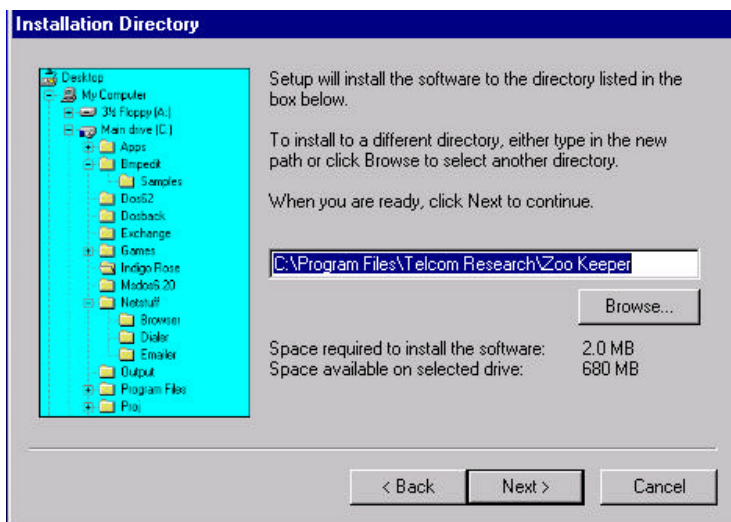 Installation Directory
Desktop
My Computer
3½ Floppy (A:)
Main drive (C:)
Apps
Bmpedit
Samples
Dos62
Dosback
Exchange
Games
Indigo Rose
Msdos6.20
Netstuff
Browser
Dialer
Emailer
Output
Program Files
Proj
Setup will install the software to the directory listed in the
box below.
To install to a different directory, either type in the new
path or click Browse to select another directory.
When you are ready, click Next to continue.
C:\Program Files\Telcom Research\Zoo Keeper
Browse...
Space required to install the software: 2.0 MB
Space available on selected drive: 680 MB
< Back Next > Cancel